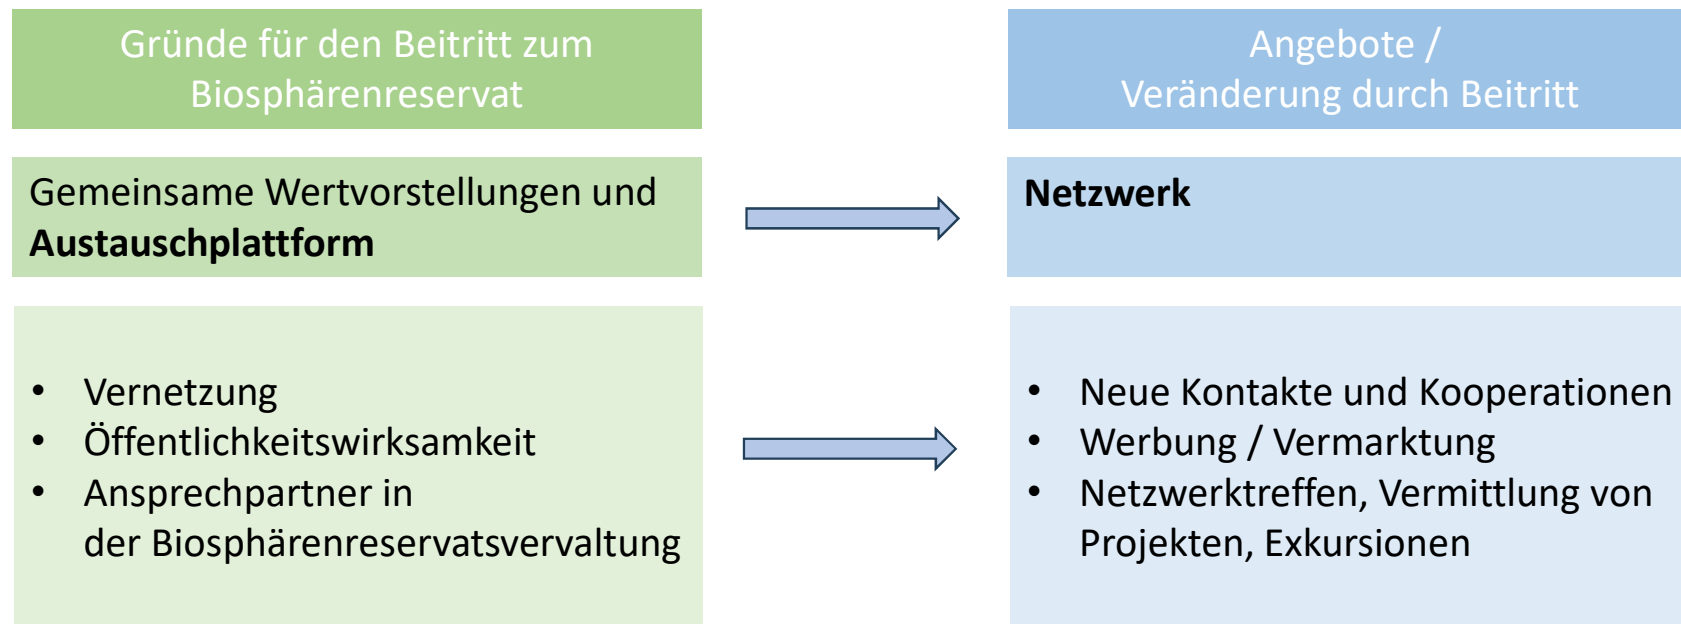 Gründe für den Beitritt zum
Biosphärenreservat
Angebote /
Veränderung durch Beitritt
Gemeinsame Wertvorstellungen und
Austauschplattform
Netzwerk
• Vernetzung
• Öffentlichkeitswirksamkeit
• Ansprechpartner in
der Biosphärenreservatsvervaltung
• Neue Kontakte und Kooperationen
• Werbung / Vermarktung
• Netzwerktreffen, Vermittlung von
Projekten, Exkursionen